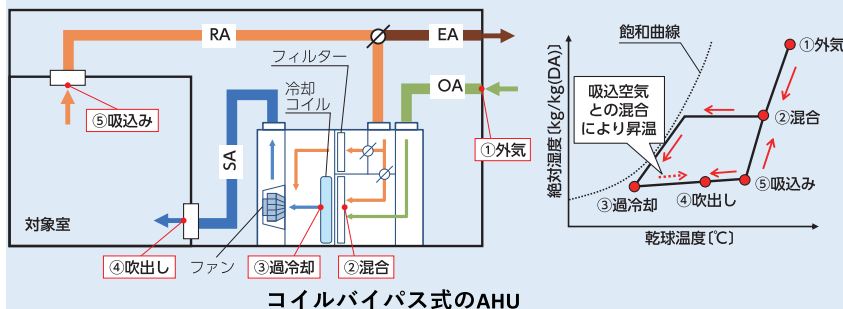 RA
EA
フィルター
冷却
コイル
OA
⑤吸込み
①外気
SA
対象室
④吹出し
ファン
③過冷却
②混合
コイルバイパス式のAHU
絶対湿度〔kg/kg(DA)〕
飽和曲線
①外気
吸込空気
との混合
により昇温
②混合
③過冷却
④吹出し
⑤吸込み
乾球温度〔℃〕